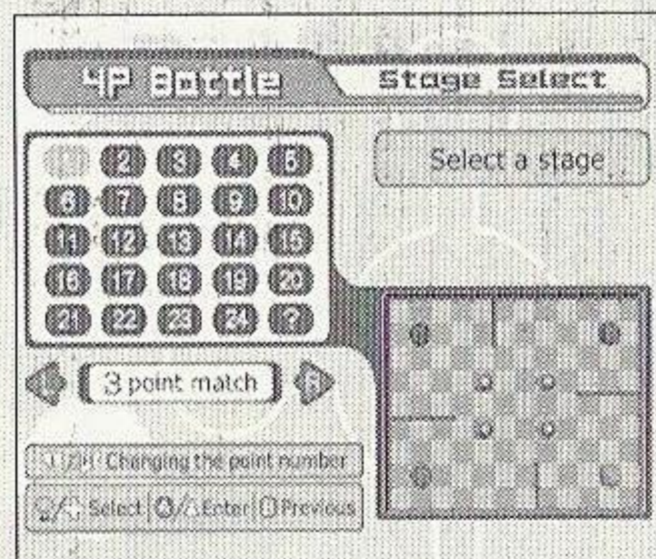 4P Battle
Stage Select
Select a stage
1 2 3 4 5
6 7 8 9 10
11 12 13 14 15
16 17 18 19 20
21 22 23 24 ?
3 point match
Changing the point number
Select Enter Previous